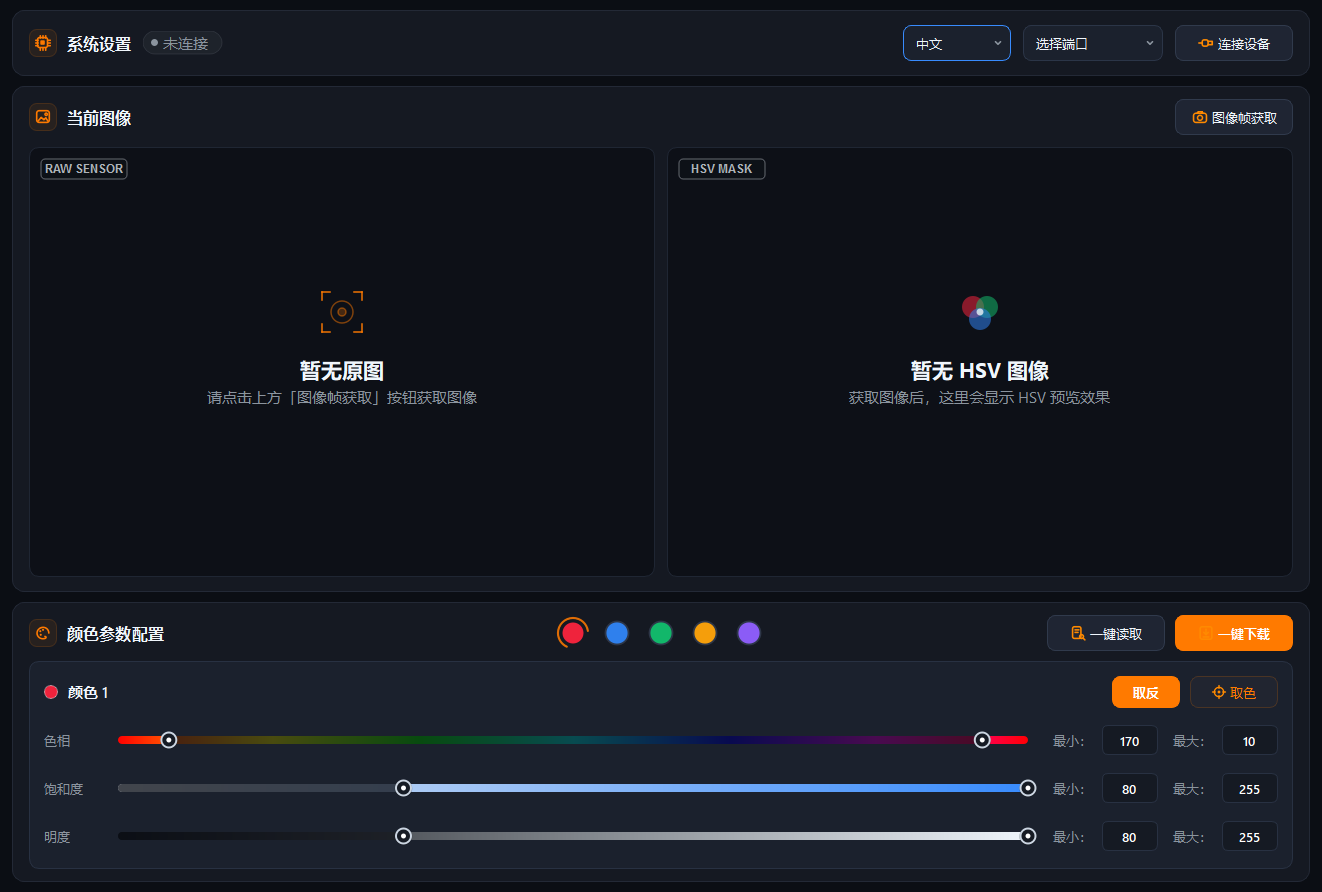 系统设置
未连接
中文
选择端口
连接设备
当前图像
图像帧获取
RAW SENSOR
HSV MASK
暂无原图
请点击上方「图像帧获取」按钮获取图像
暂无 HSV 图像
获取图像后，这里会显示 HSV 预览效果
颜色参数配置
一键读取
一键下载
颜色 1
取反
取色
色相
最小：
170
最大：
10
饱和度
最小：
80
最大：
255
明度
最小：
80
最大：
255